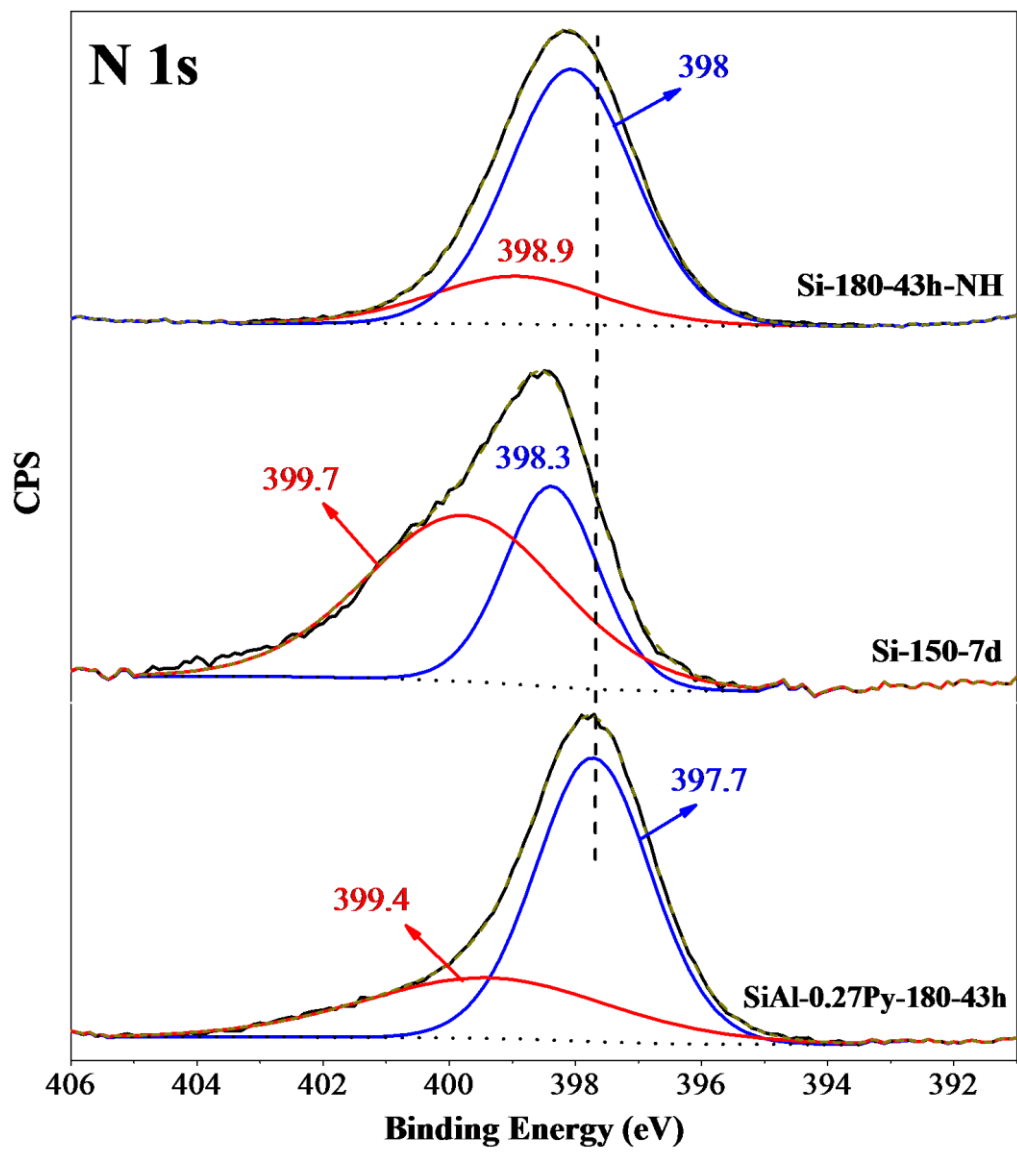 N 1s
398
398.9
Si-180-43h-NH
398.3
399.7
CPS
Si-150-7d
397.7
399.4
SiAl-0.27Py-180-43h
406 404 402 400 398 396 394 392
Binding Energy (eV)